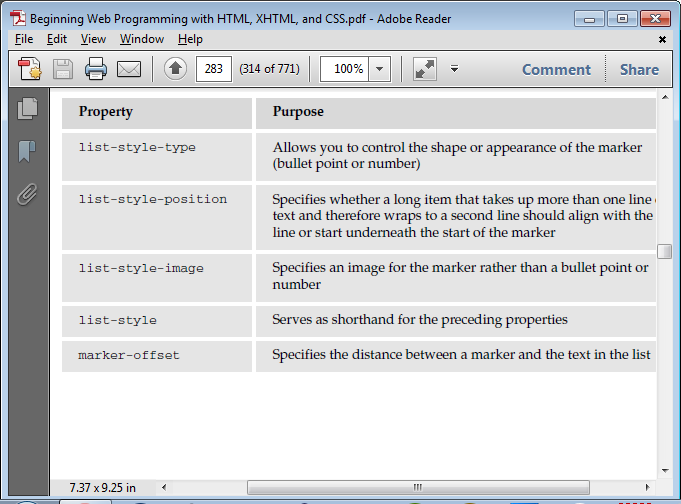 Beginning Web Programming with HTML, XHTML, and CSS.pdf - Adobe Reader
File Edit View Window Help
283 (314 of 771) 100% Comment Share
Property Purpose
list-style-type Allows you to control the shape or appearance of the marker
(bullet point or number)
list-style-position Specifies whether a long item that takes up more than one line
text and therefore wraps to a second line should align with the
line or start underneath the start of the marker
list-style-image Specifies an image for the marker rather than a bullet point or
number
list-style Serves as shorthand for the preceding properties
marker-offset Specifies the distance between a marker and the text in the list
7.37 x 9.25 in